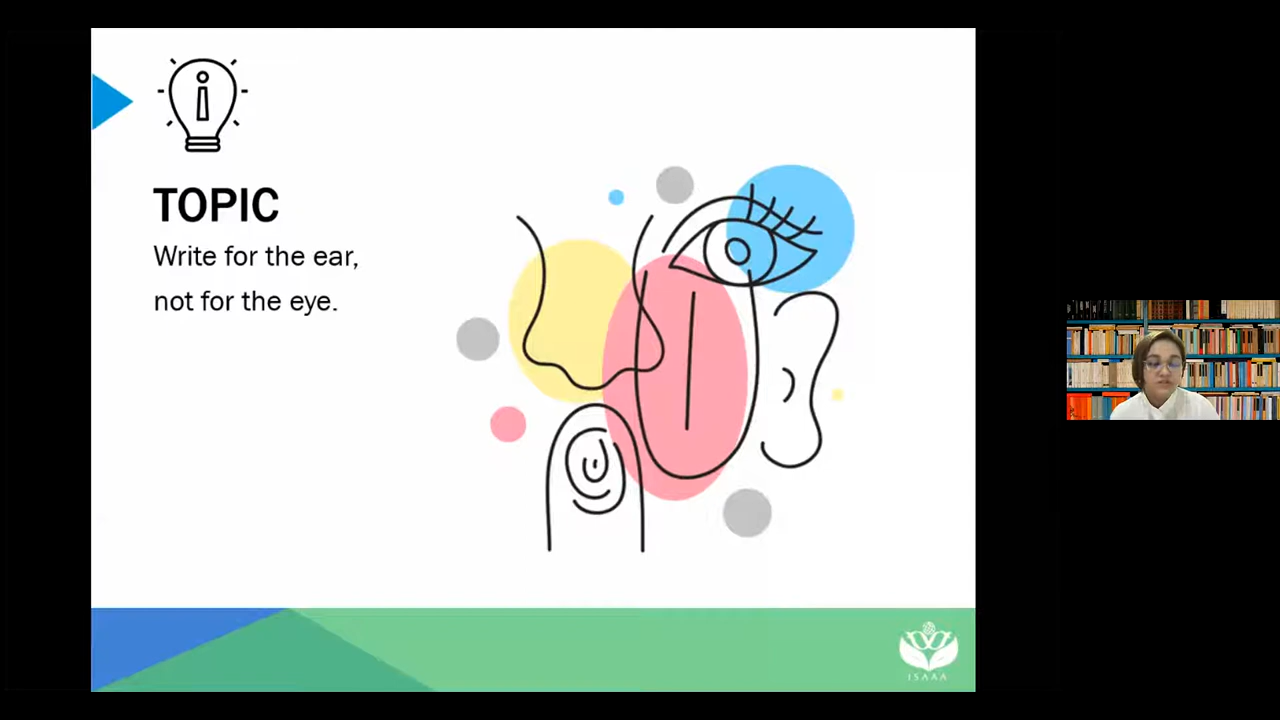 TOPIC
Write for the ear,
not for the eye.
ISAAA